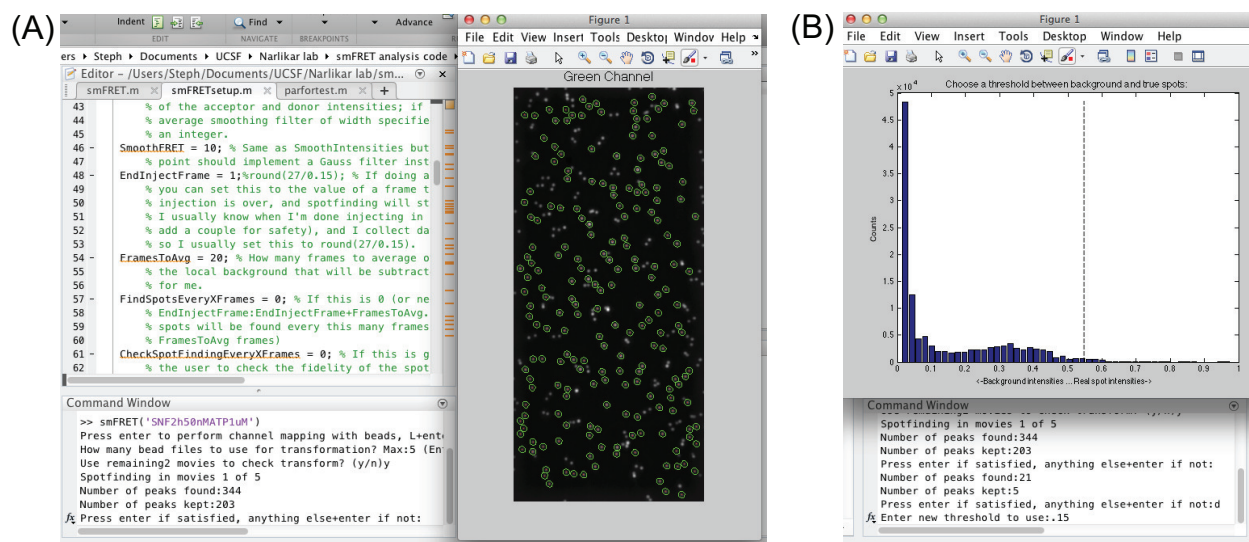 (A)
Indent
Find
Advance
EDIT
NAVIGATE
BREAKPOINTS
ers ▸ Steph ▸ Documents ▸ UCSF ▸ Narlikar lab ▸ smFRET analysis code
Editor – /Users/Steph/Documents/UCSF/Narlikar lab/sm...
smFRET.m × smFRETsetup.m × parfortest.m × +
43 % of the acceptor and donor intensities; if
44 % average smoothing filter of width specifie
45 % an integer.
46 – SmoothFRET = 10; % Same as SmoothIntensities but
47 % point should implement a Gauss filter inst
48 – EndInjectFrame = 1;%round(27/0.15); % If doing a
49 % you can set this to the value of a frame t
50 % injection is over, and spotfinding will st
51 % I usually know when I'm done injecting in
52 % add a couple for safety), and I collect da
53 % so I usually set this to round(27/0.15).
54 – FramesToAvg = 20; % How many frames to average o
55 % the local background that will be subtract
56 % for me.
57 – FindSpotsEveryXFrames = 0; % If this is 0 (or ne
58 % EndInjectFrame:EndInjectFrame+FramesToAvg.
59 % spots will be found every this many frames
60 % FramesToAvg frames)
61 – CheckSpotFindingEveryXFrames = 0; % If this is g
62 % the user to check the fidelity of the spot
Command Window
>> smFRET('SNF2h50nMATP1uM')
Press enter to perform channel mapping with beads, L+ente
How many bead files to use for transformation? Max:5 (En
Use remaining2 movies to check transform? (y/n)y
Spotfinding in movies 1 of 5
Number of peaks found:344
Number of peaks kept:203
fx Press enter if satisfied, anything else+enter if not:
Figure 1
File Edit View Insert Tools Desktop Window Help
Green Channel
(B)
Figure 1
File Edit View Insert Tools Desktop Window Help
×10⁴
Choose a threshold between background and true spots:
5
4.5
4
3.5
3
2.5
2
1.5
1
0.5
0
Counts
0 0.1 0.2 0.3 0.4 0.5 0.6 0.7 0.8 0.9 1
<-Background intensities ... Real spot intensities->
Command Window
Spotfinding in movies 1 of 5
Number of peaks found:344
Number of peaks kept:203
Press enter if satisfied, anything else+enter if not:
Number of peaks found:21
Number of peaks kept:5
Press enter if satisfied, anything else+enter if not:d
fx Enter new threshold to use:.15